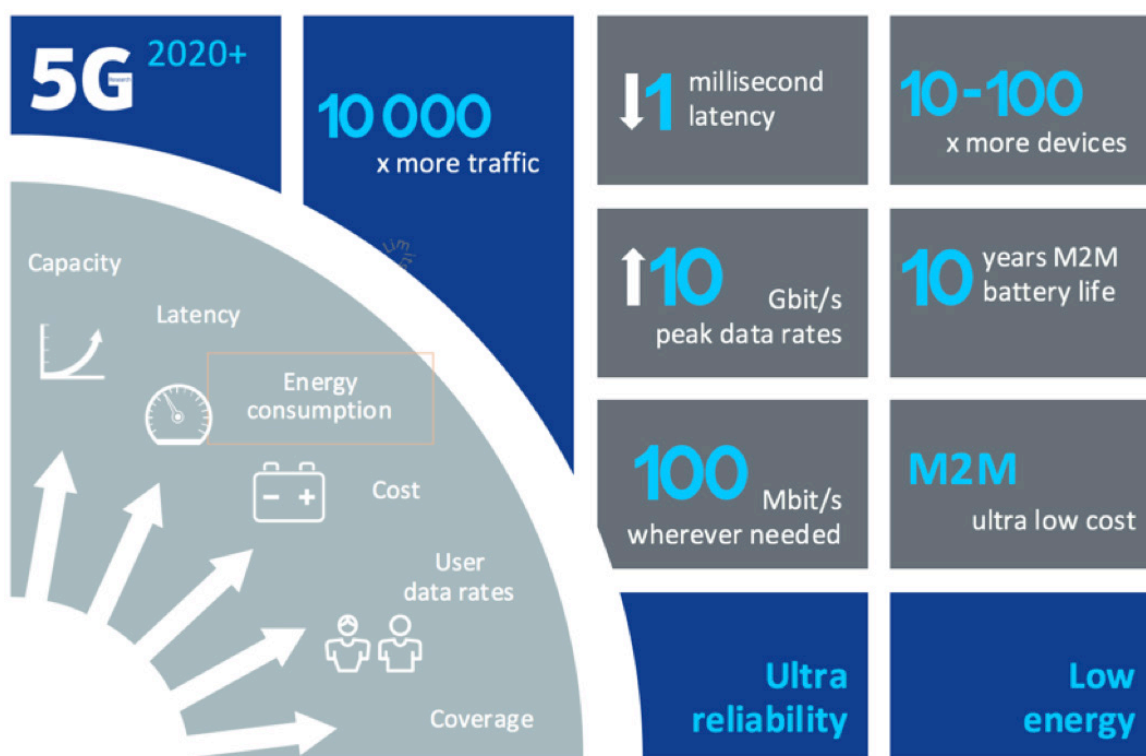 5G 2020+
Research
10 000
x more traffic
1 millisecond
latency
10-100
x more devices
Capacity
Latency
Energy
consumption
Cost
User
data rates
Coverage
10 Gbit/s
peak data rates
10 years M2M
battery life
100 Mbit/s
wherever needed
M2M
ultra low cost
Ultra
reliability
Low
energy